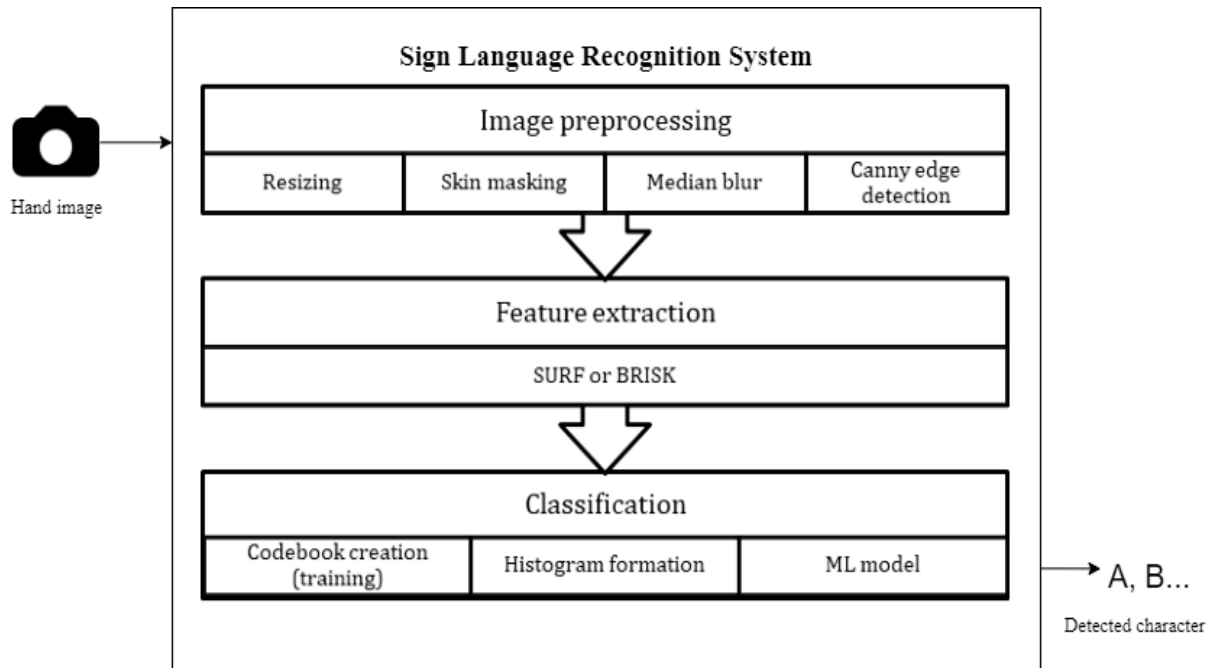 Sign Language Recognition System
Image preprocessing
Resizing
Skin masking
Median blur
Canny edge
detection
Hand image
Feature extraction
SURF or BRISK
Classification
Codebook creation
(training)
Histogram formation
ML model
A, B...
Detected character